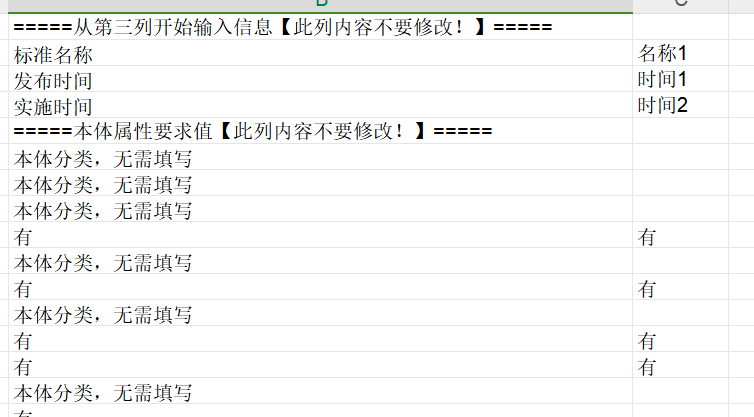 B C
=====从第三列开始输入信息【此列内容不要修改！】=====
标准名称 名称1
发布时间 时间1
实施时间 时间2
=====本体属性要求值【此列内容不要修改！】=====
本体分类，无需填写
本体分类，无需填写
本体分类，无需填写
有 有
本体分类，无需填写
有 有
本体分类，无需填写
有 有
有 有
本体分类，无需填写
有